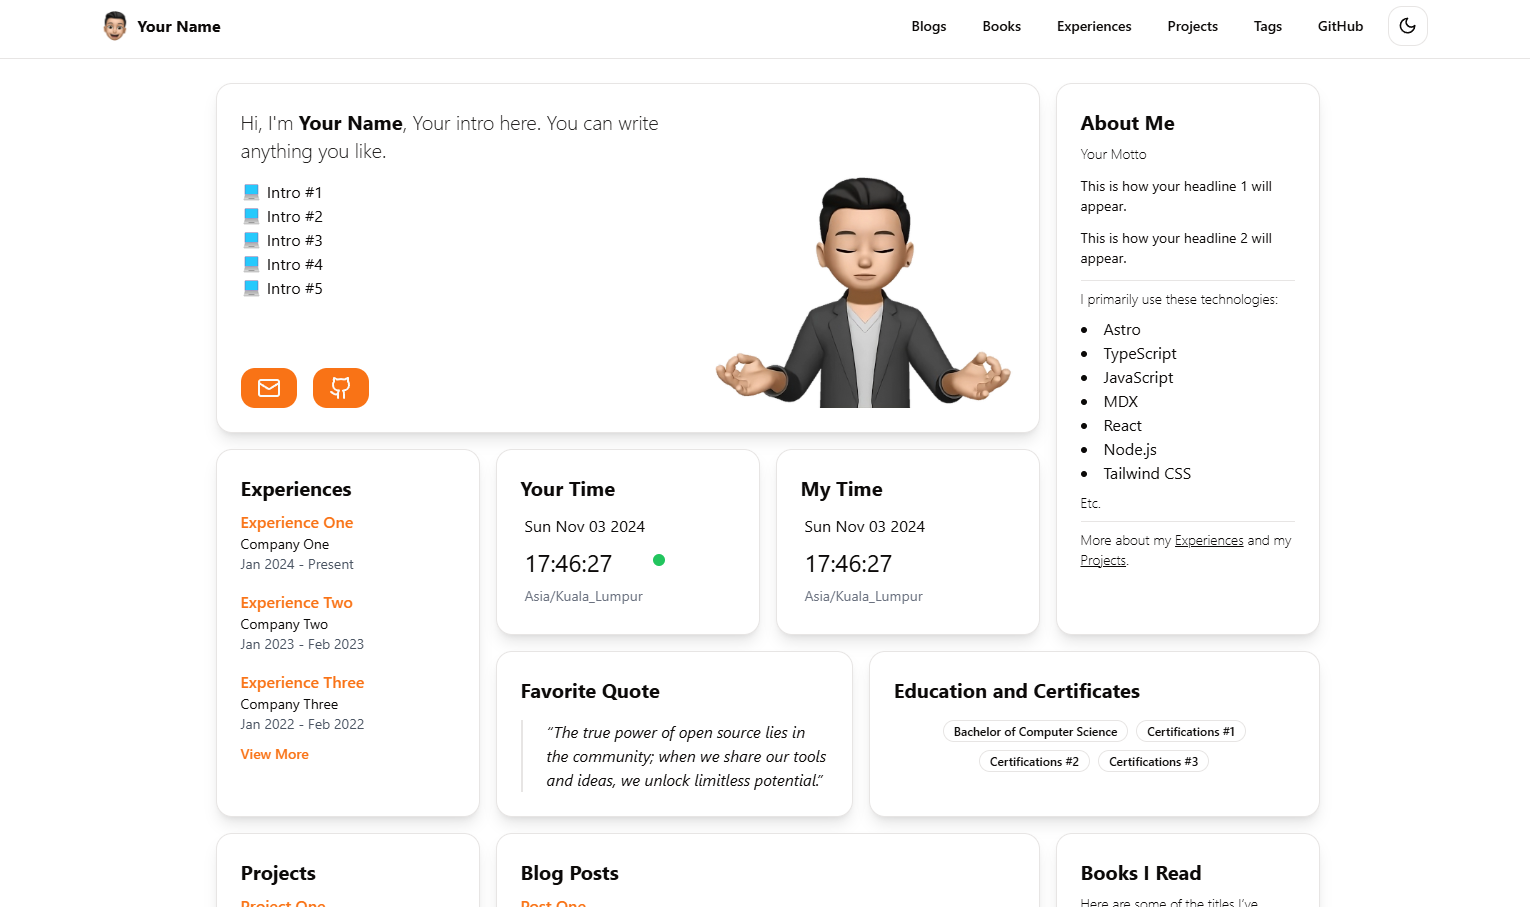 Your Name
Blogs
Books
Experiences
Projects
Tags
GitHub
Hi, I'm Your Name, Your intro here. You can write
anything you like.
Intro #1
Intro #2
Intro #3
Intro #4
Intro #5
About Me
Your Motto
This is how your headline 1 will
appear.
This is how your headline 2 will
appear.
I primarily use these technologies:
• Astro
• TypeScript
• JavaScript
• MDX
• React
• Node.js
• Tailwind CSS
Etc.
More about my Experiences and my
Projects.
Experiences
Experience One
Company One
Jan 2024 - Present
Experience Two
Company Two
Jan 2023 - Feb 2023
Experience Three
Company Three
Jan 2022 - Feb 2022
View More
Your Time
Sun Nov 03 2024
17:46:27
Asia/Kuala_Lumpur
My Time
Sun Nov 03 2024
17:46:27
Asia/Kuala_Lumpur
Favorite Quote
“The true power of open source lies in
the community; when we share our tools
and ideas, we unlock limitless potential.”
Education and Certificates
Bachelor of Computer Science
Certifications #1
Certifications #2
Certifications #3
Projects
Project One
Blog Posts
Post One
Books I Read
Here are some of the titles I’ve